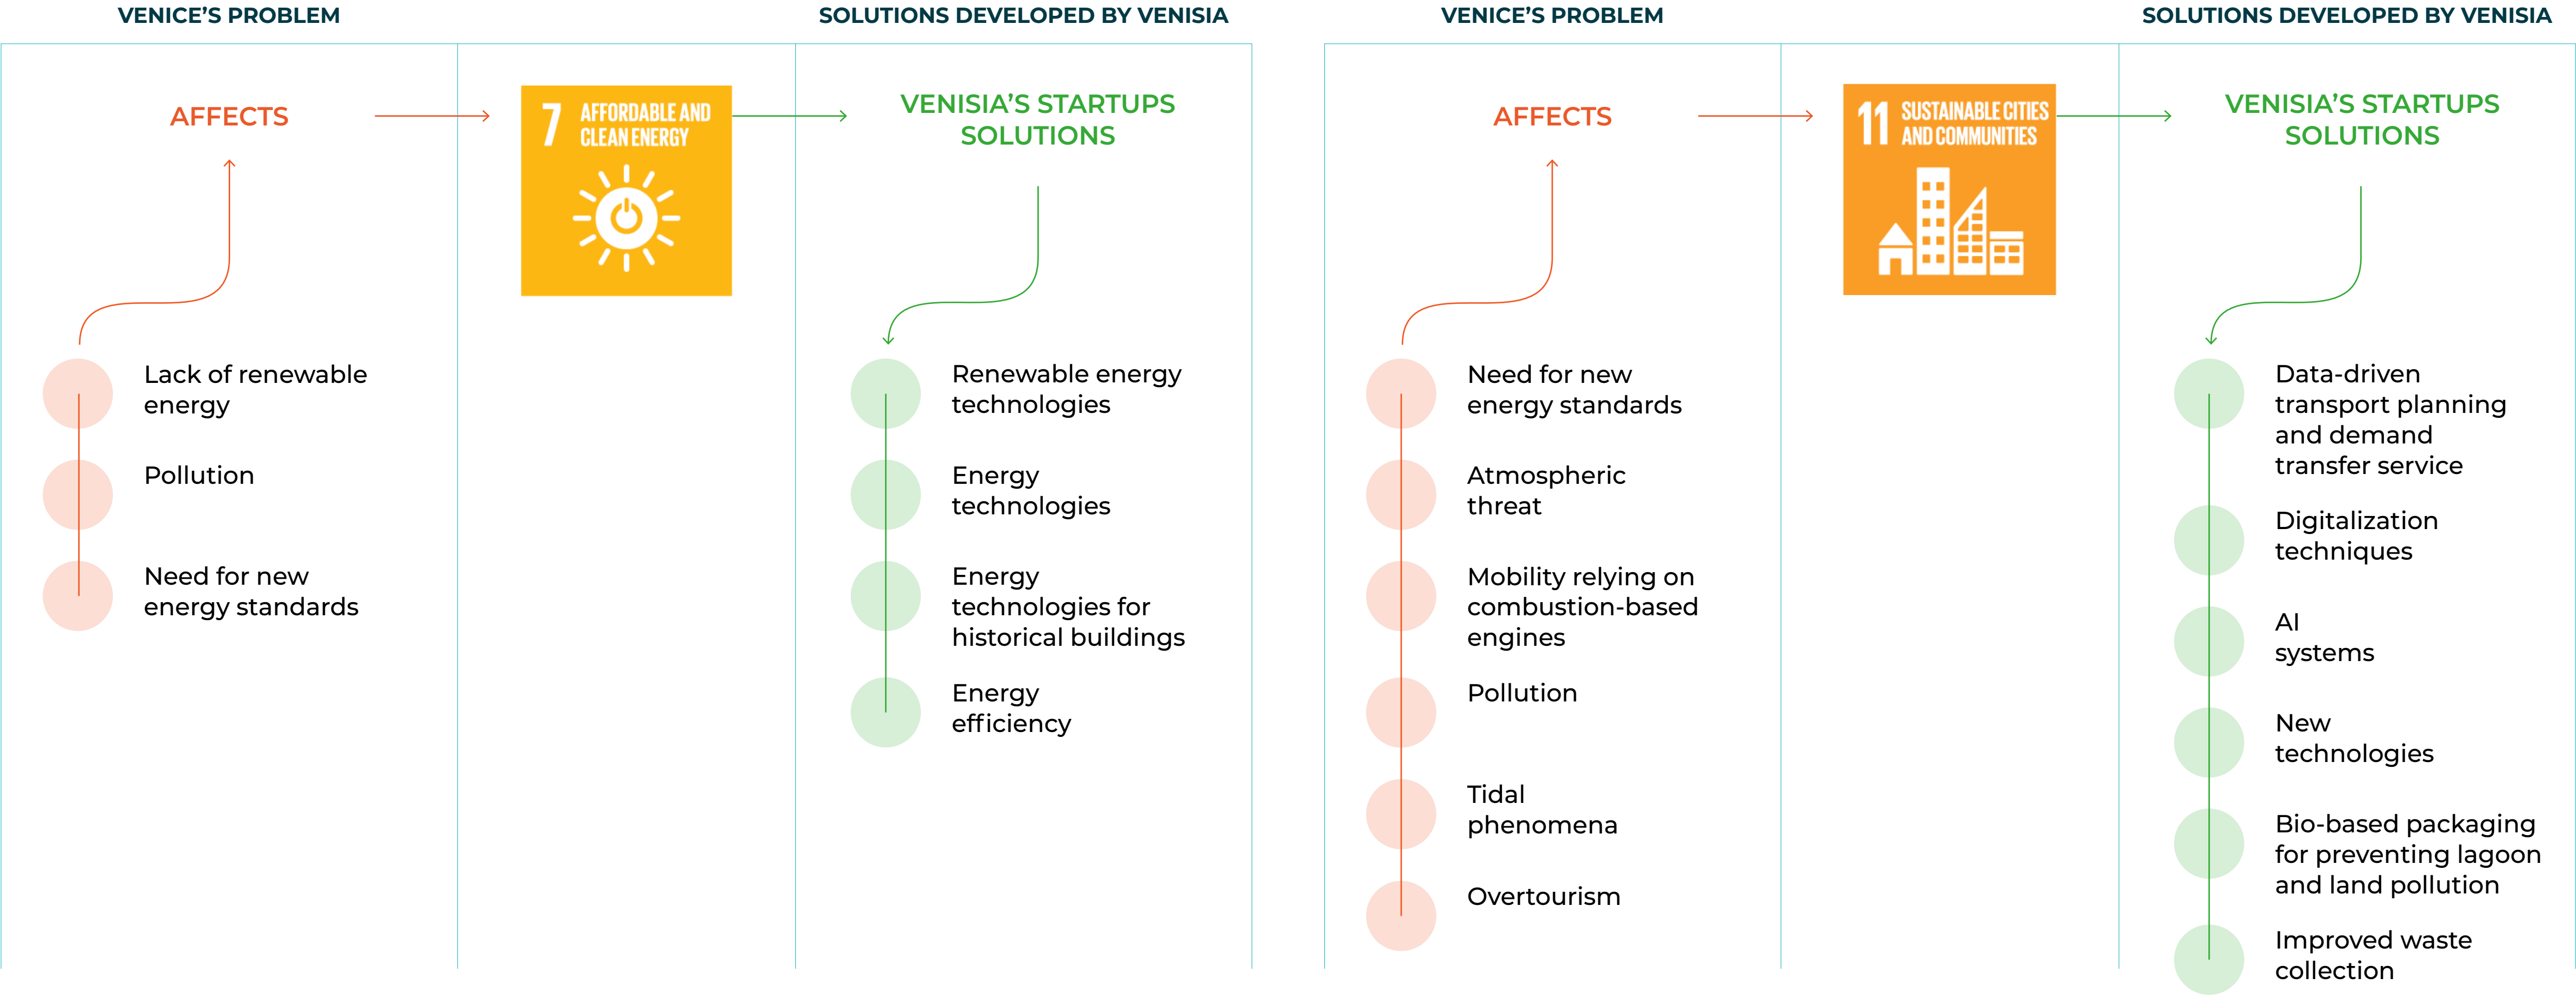 VENICE'S PROBLEM
SOLUTIONS DEVELOPED BY VENISIA
AFFECTS
7 AFFORDABLE AND
CLEAN ENERGY
VENISIA'S STARTUPS
SOLUTIONS
Lack of renewable
energy
Pollution
Need for new
energy standards
Renewable energy
technologies
Energy
technologies
Energy
technologies for
historical buildings
Energy
efficiency
VENICE'S PROBLEM
SOLUTIONS DEVELOPED BY VENISIA
AFFECTS
11 SUSTAINABLE CITIES
AND COMMUNITIES
VENISIA'S STARTUPS
SOLUTIONS
Need for new
energy standards
Atmospheric
threat
Mobility relying on
combustion-based
engines
Pollution
Tidal
phenomena
Overtourism
Data-driven
transport planning
and demand
transfer service
Digitalization
techniques
AI
systems
New
technologies
Bio-based packaging
for preventing lagoon
and land pollution
Improved waste
collection